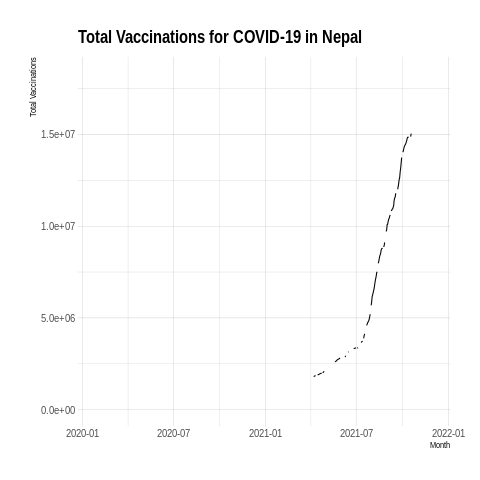 Total Vaccinations for COVID-19 in Nepal
Total Vaccinations
1.5e+07
1.0e+07
5.0e+06
0.0e+00
2020-01 2020-07 2021-01 2021-07 2022-01
Month